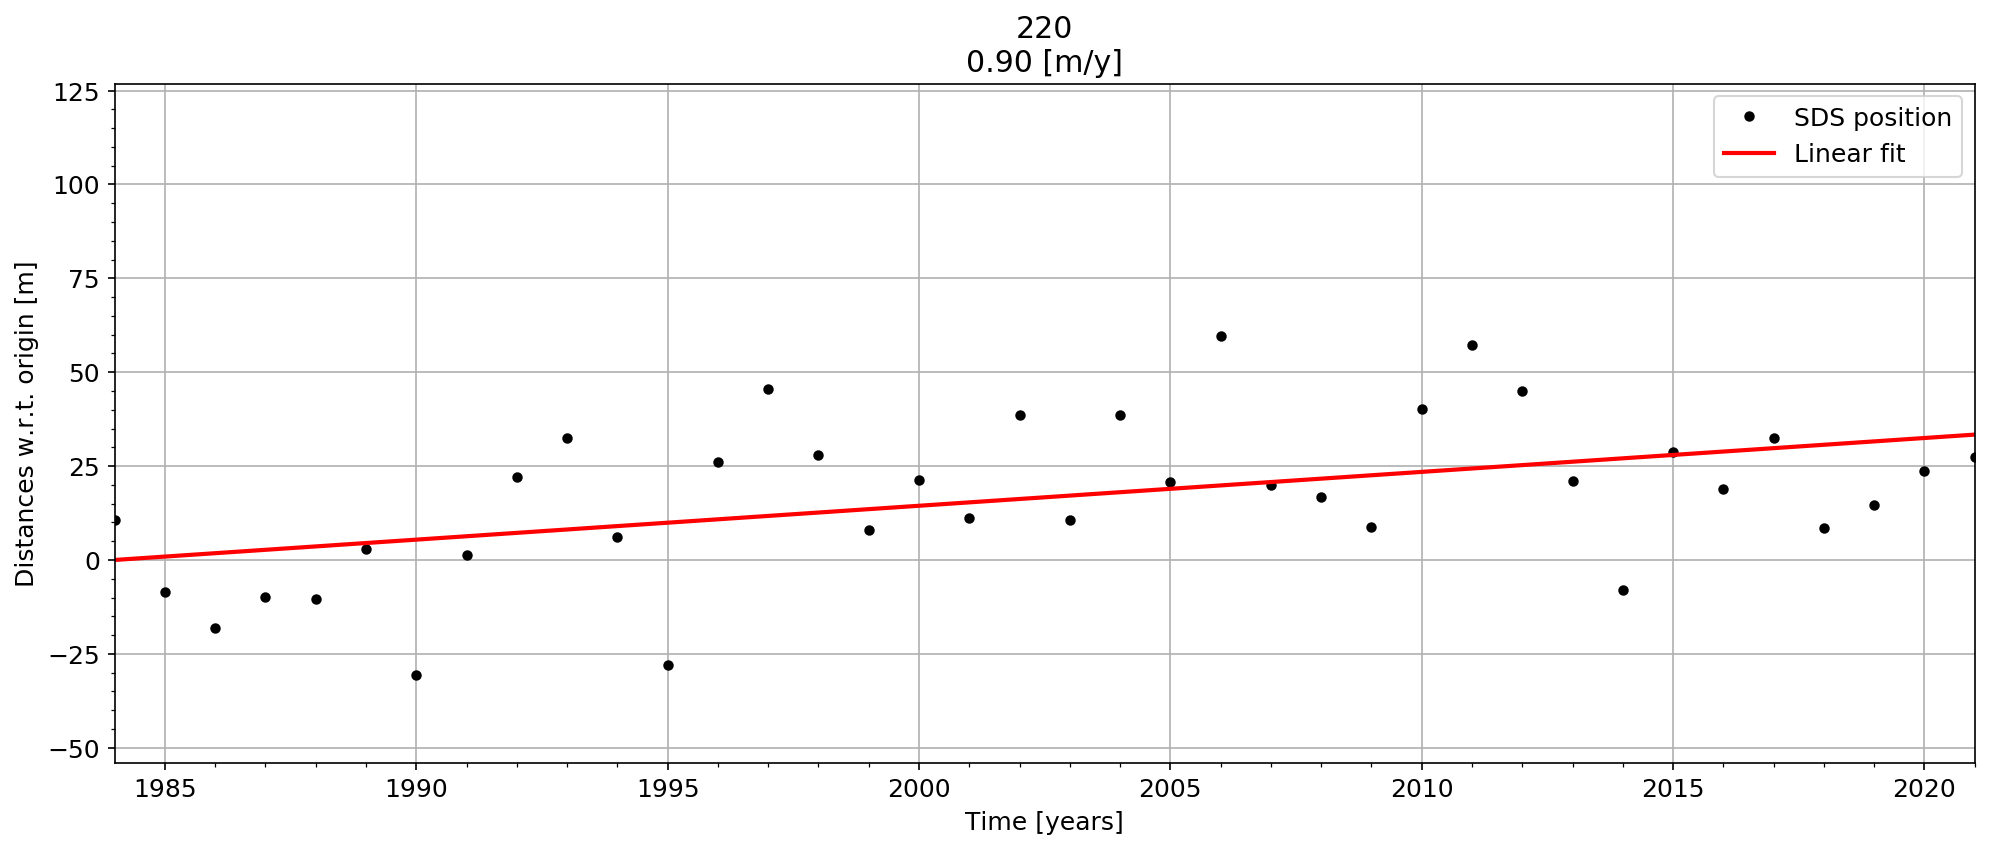 220
0.90 [m/y]
SDS position
Linear fit
Distances w.r.t. origin [m]
125
100
75
50
25
0
−25
−50
1985 1990 1995 2000 2005 2010 2015 2020
Time [years]